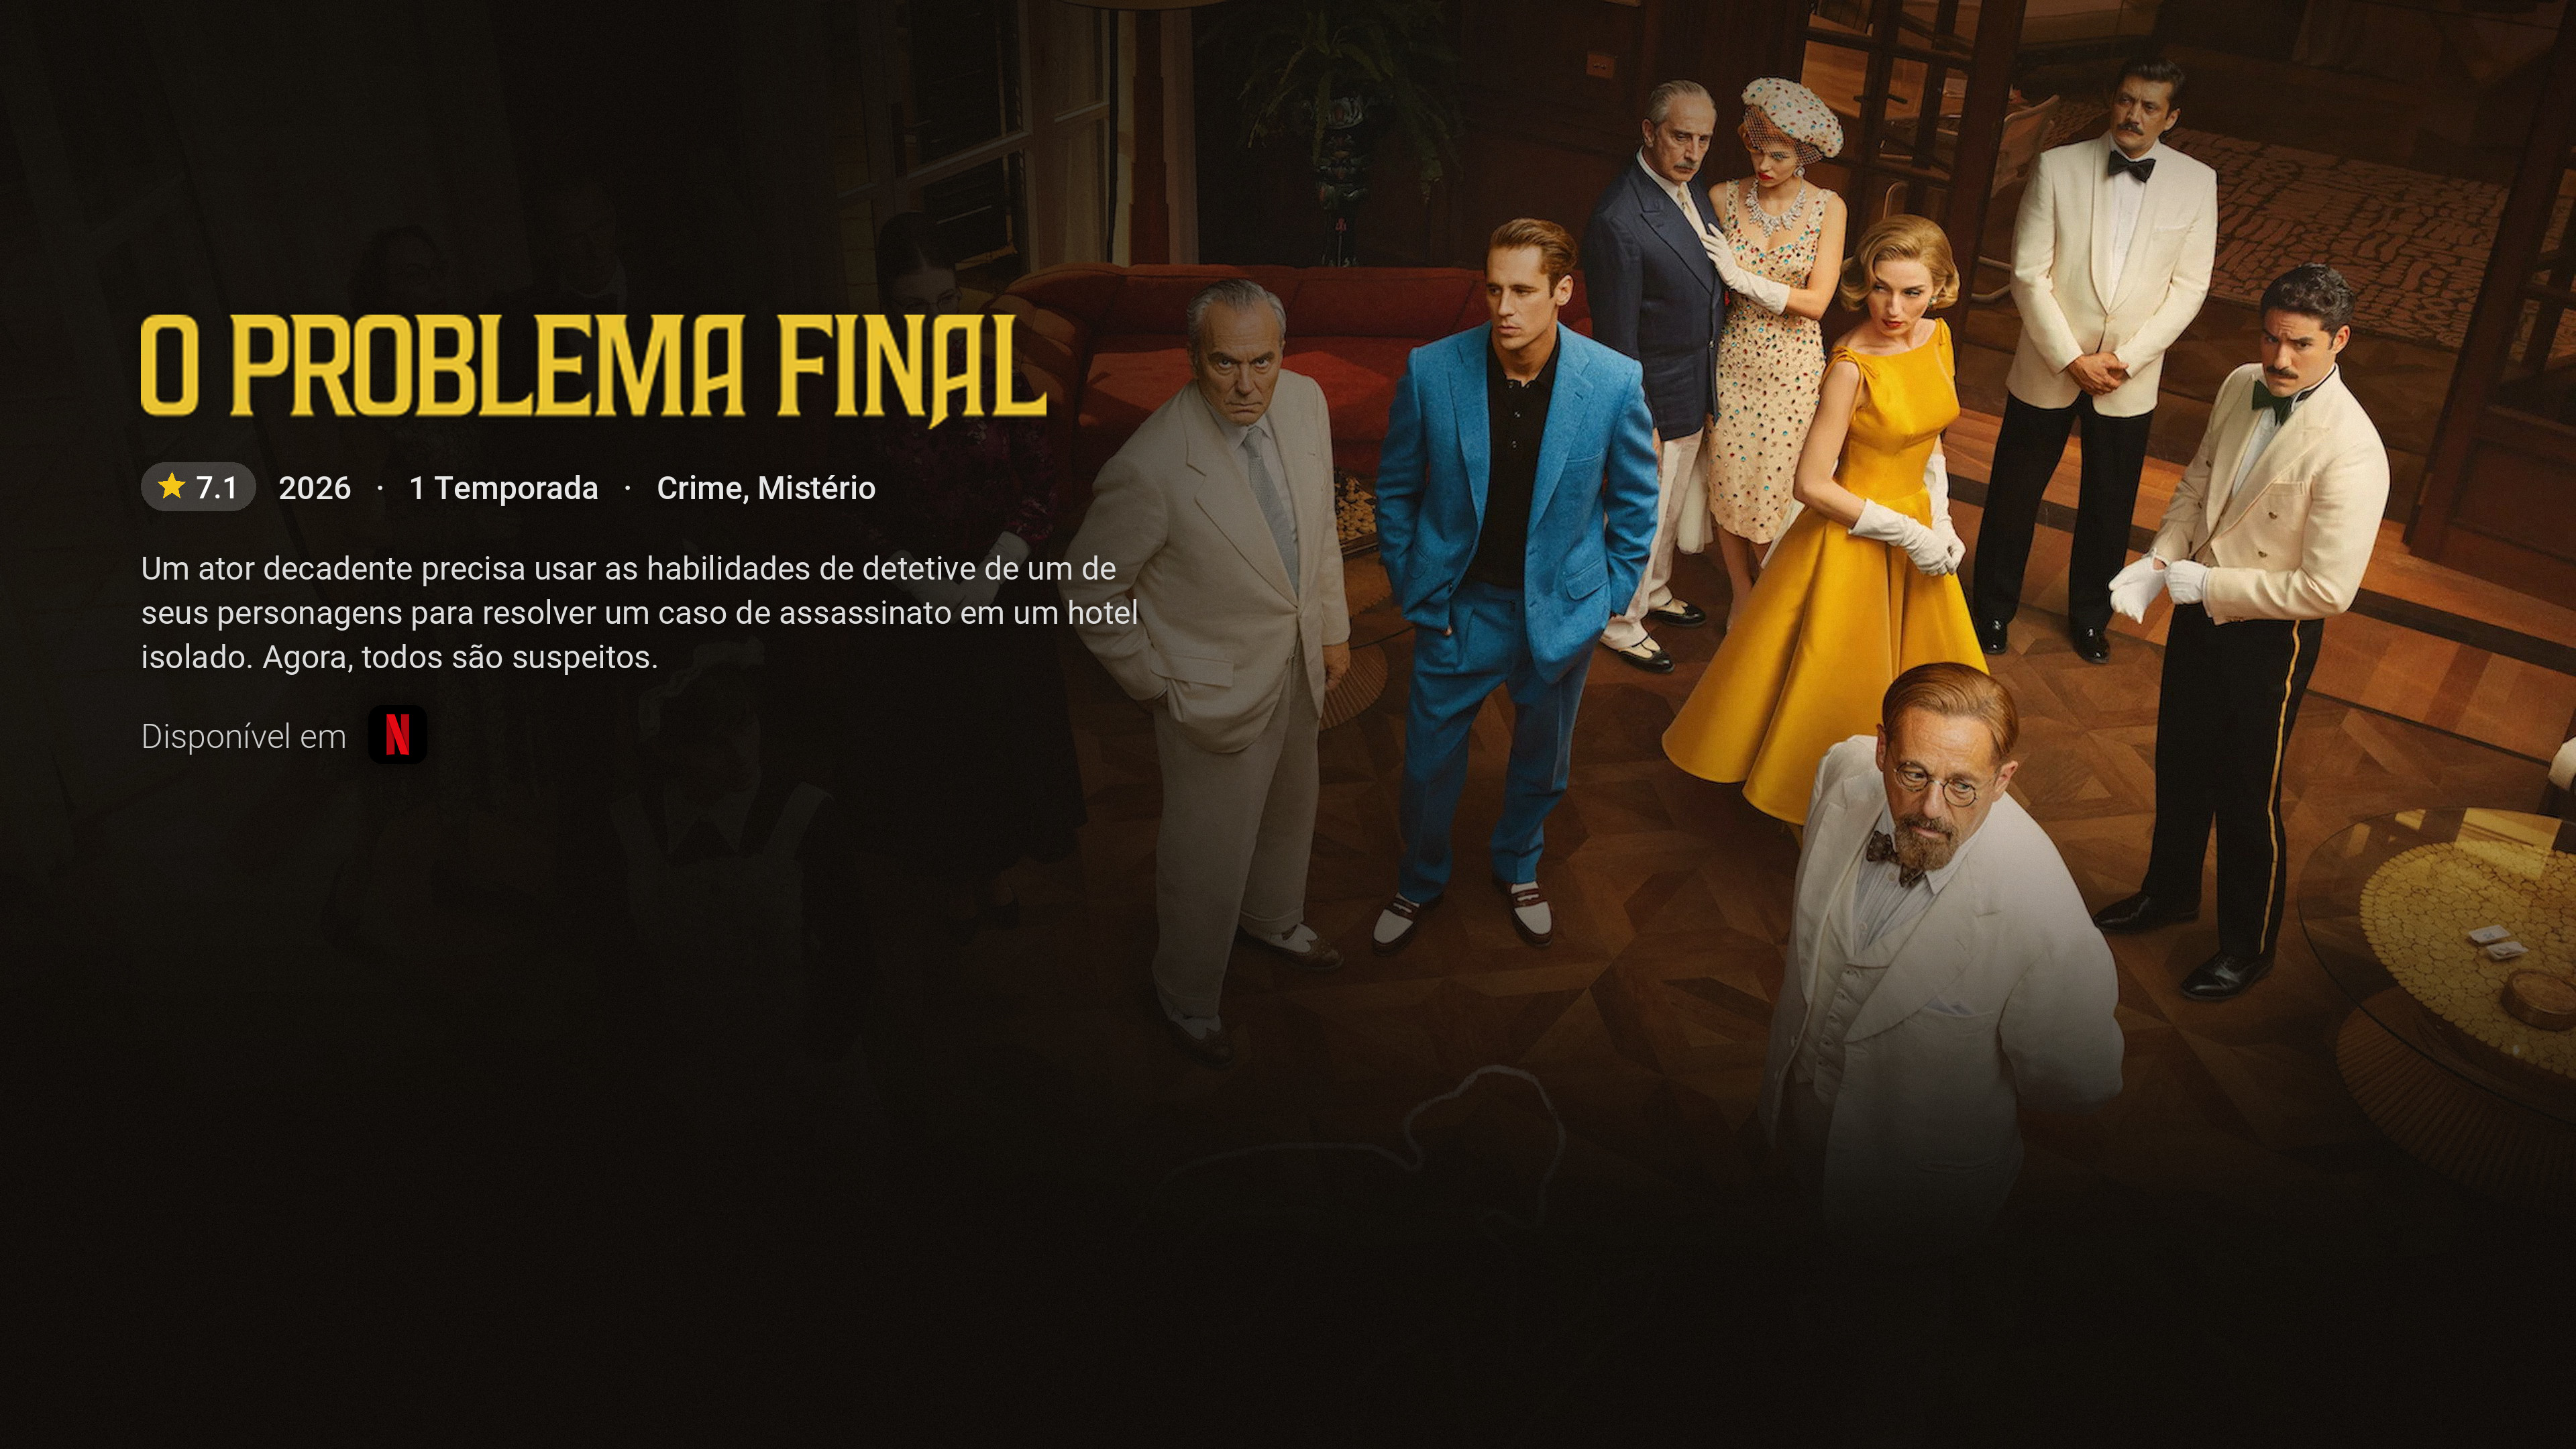 O PROBLEMA FINAL
7.1 2026 · 1 Temporada · Crime, Mistério
Um ator decadente precisa usar as habilidades de detetive de um de
seus personagens para resolver um caso de assassinato em um hotel
isolado. Agora, todos são suspeitos.
Disponível em N